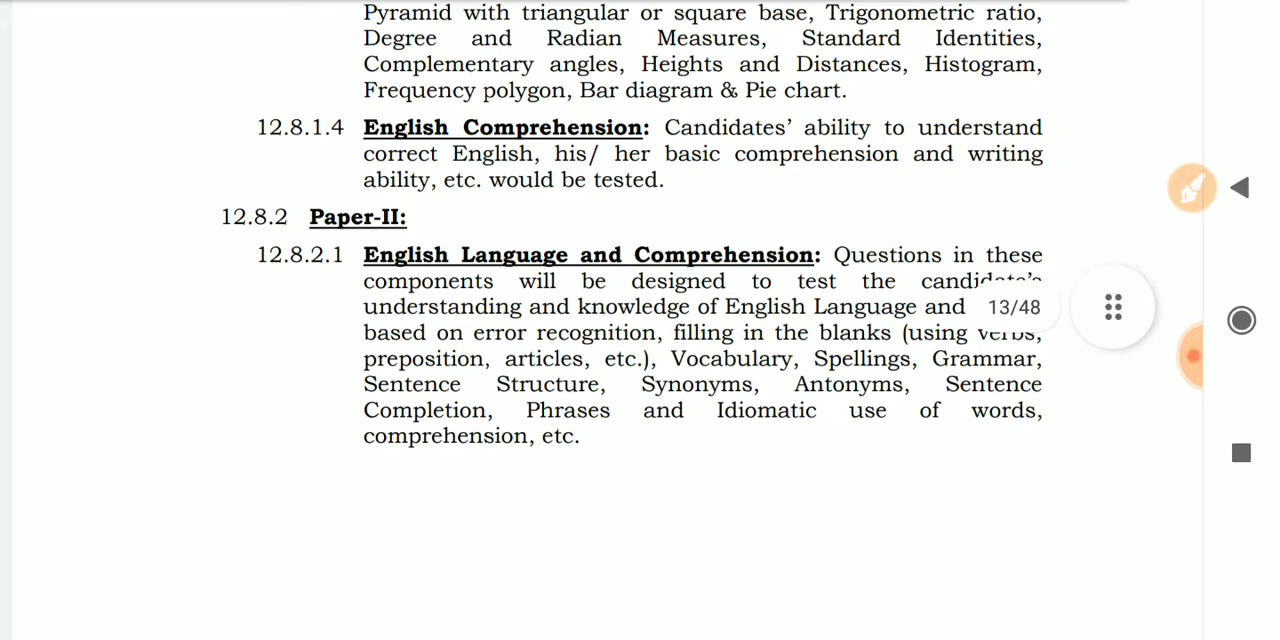 Pyramid with triangular or square base, Trigonometric ratio,
Degree and Radian Measures, Standard Identities,
Complementary angles, Heights and Distances, Histogram,
Frequency polygon, Bar diagram & Pie chart.
12.8.1.4 English Comprehension: Candidates’ ability to understand
correct English, his/ her basic comprehension and writing
ability, etc. would be tested.
12.8.2 Paper-II:
12.8.2.1 English Language and Comprehension: Questions in these
components will be designed to test the candidate’s
understanding and knowledge of English Language and
13/48
based on error recognition, filling in the blanks (using verbs,
preposition, articles, etc.), Vocabulary, Spellings, Grammar,
Sentence Structure, Synonyms, Antonyms, Sentence
Completion, Phrases and Idiomatic use of words,
comprehension, etc.